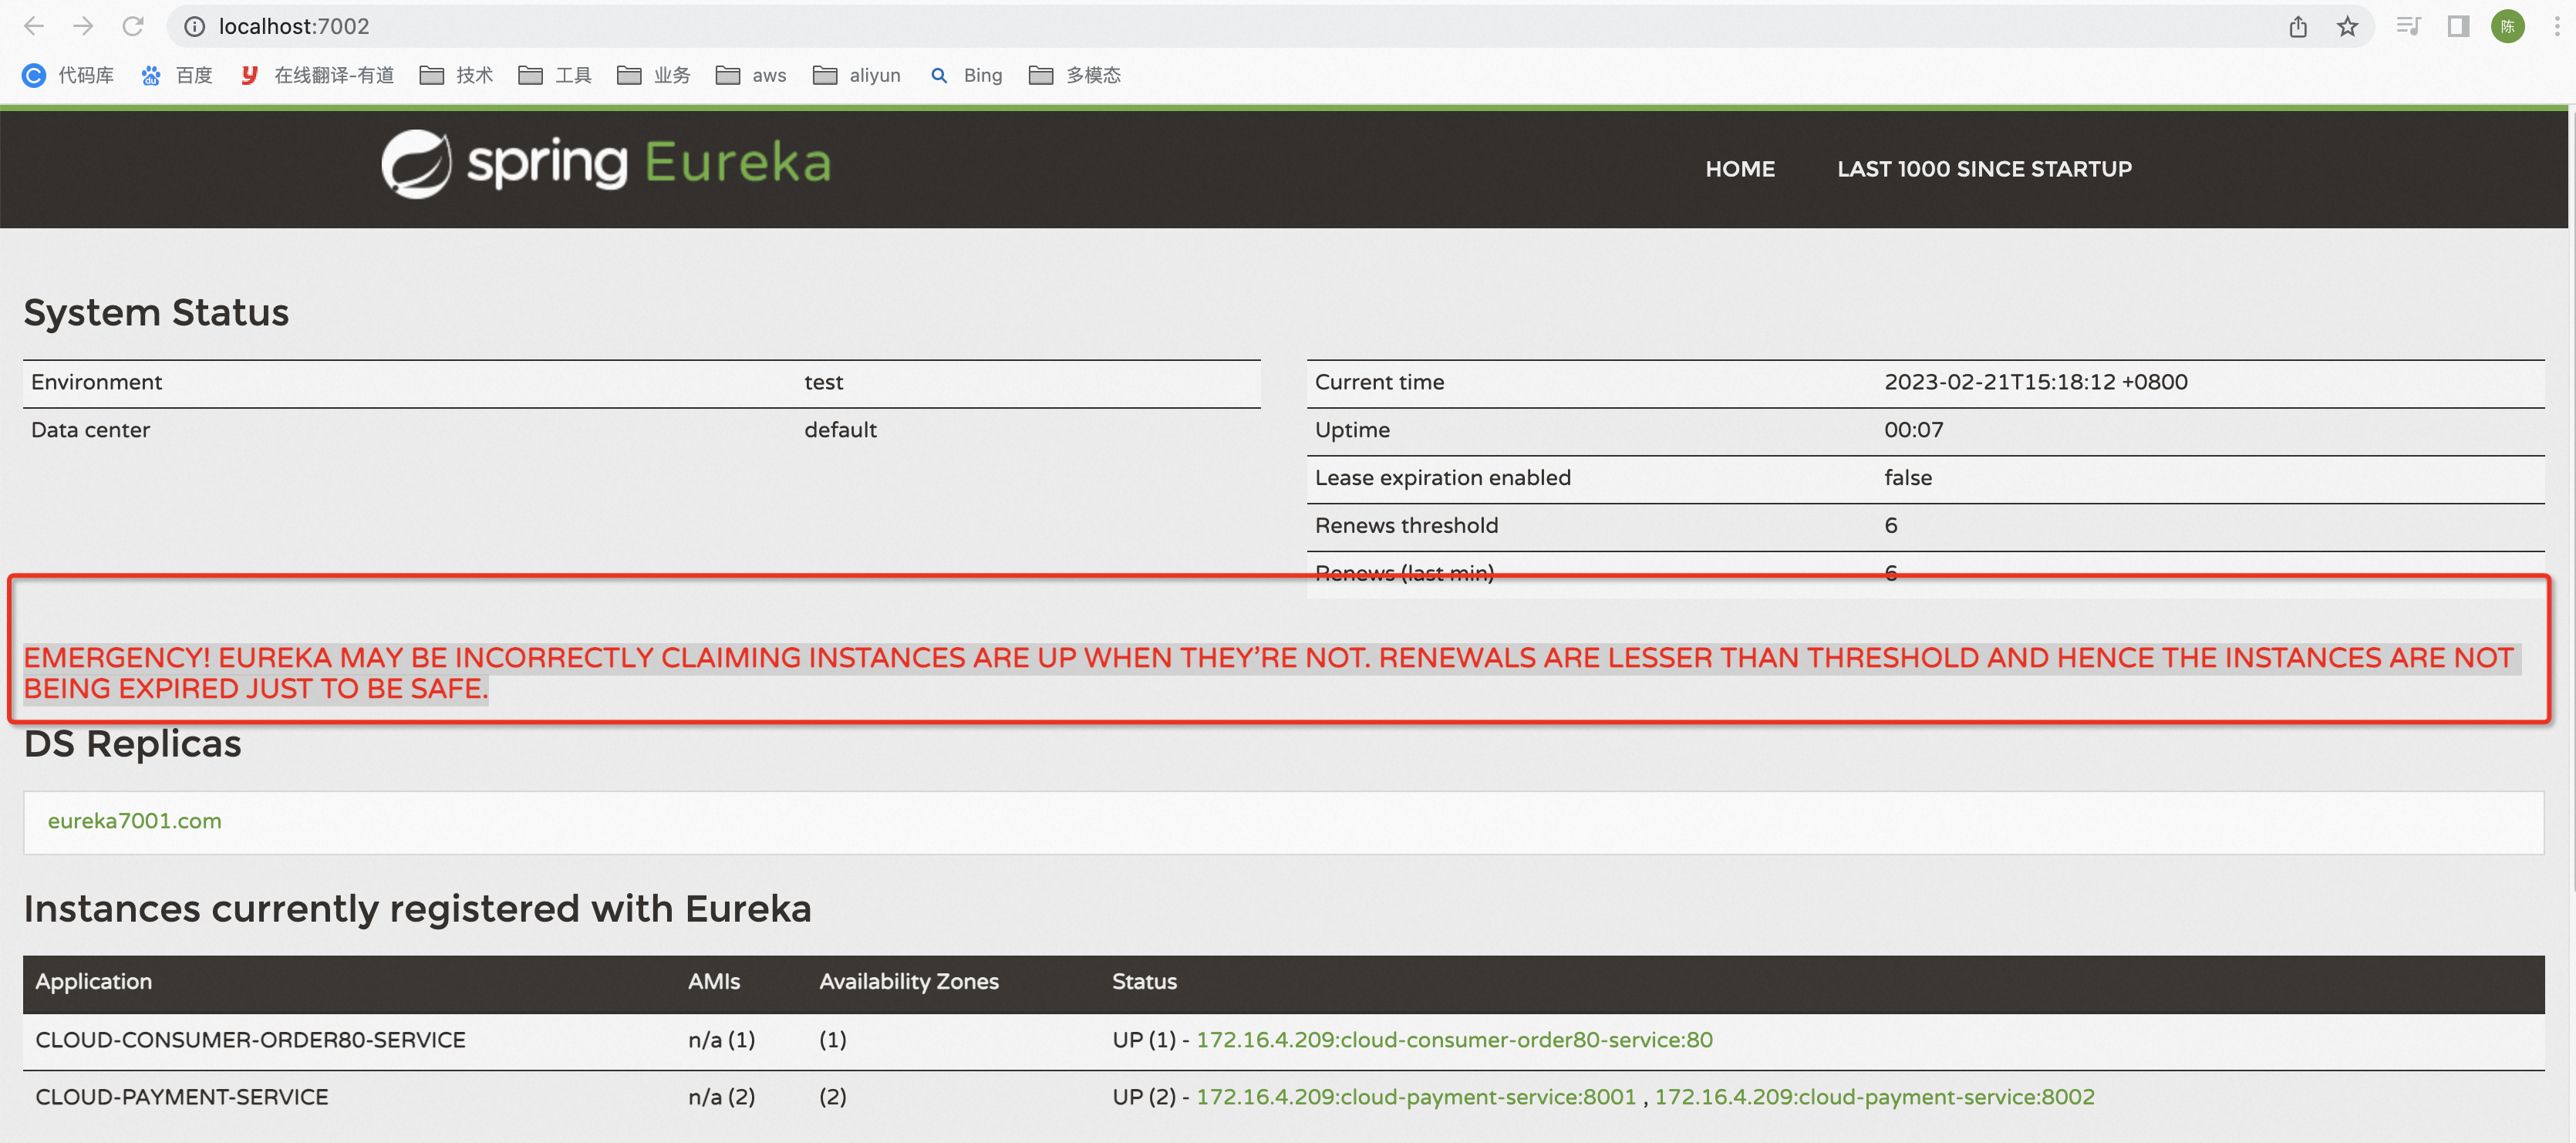 localhost:7002
陈
代码库 百度 在线翻译-有道 技术 工具 业务 aws aliyun Bing 多模态
spring Eureka
HOME LAST 1000 SINCE STARTUP
System Status
Environment test
Data center default
Current time 2023-02-21T15:18:12 +0800
Uptime 00:07
Lease expiration enabled false
Renews threshold 6
Renews (last min) 6
EMERGENCY! EUREKA MAY BE INCORRECTLY CLAIMING INSTANCES ARE UP WHEN THEY'RE NOT. RENEWALS ARE LESSER THAN THRESHOLD AND HENCE THE INSTANCES ARE NOT
BEING EXPIRED JUST TO BE SAFE.
DS Replicas
eureka7001.com
Instances currently registered with Eureka
Application AMIs Availability Zones Status
CLOUD-CONSUMER-ORDER80-SERVICE n/a (1) (1) UP (1) - 172.16.4.209:cloud-consumer-order80-service:80
CLOUD-PAYMENT-SERVICE n/a (2) (2) UP (2) - 172.16.4.209:cloud-payment-service:8001 , 172.16.4.209:cloud-payment-service:8002